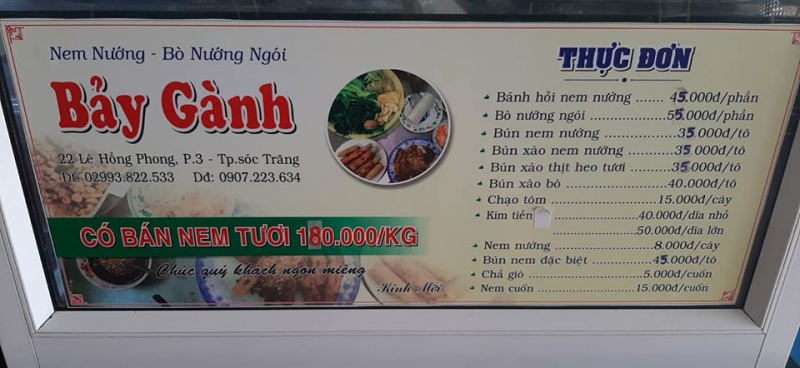 Nem Nướng - Bò Nướng Ngói
Bảy Gành
22 Lê Hồng Phong, P.3 - Tp.sóc Trăng
Đt: 02993.822.533 Dđ: 0907.223.634
CÓ BÁN NEM TƯƠI 180.000/KG
Chúc quý khách ngon miệng
Kính Mời
THỰC ĐƠN
Bánh hỏi nem nướng ....... 45.000đ/phần
Bò nướng ngói ................ 55.000đ/phần
Bún nem nướng .............. 35.000đ/tô
Bún xào nem nướng ........ 35.000đ/tô
Bún xào thịt heo tươi ...... 35.000đ/tô
Bún xào bò ..................... 40.000đ/tô
Chạo tôm ....................... 15.000đ/cây
Kim tiền ....................... 40.000đ/dĩa nhỏ
....................... 50.000đ/dĩa lớn
Nem nướng ..................... 8.000đ/cây
Bún nem đặc biệt ............ 45.000đ/tô
Chả giò ......................... 5.000đ/cuốn
Nem cuốn ...................... 15.000đ/cuốn